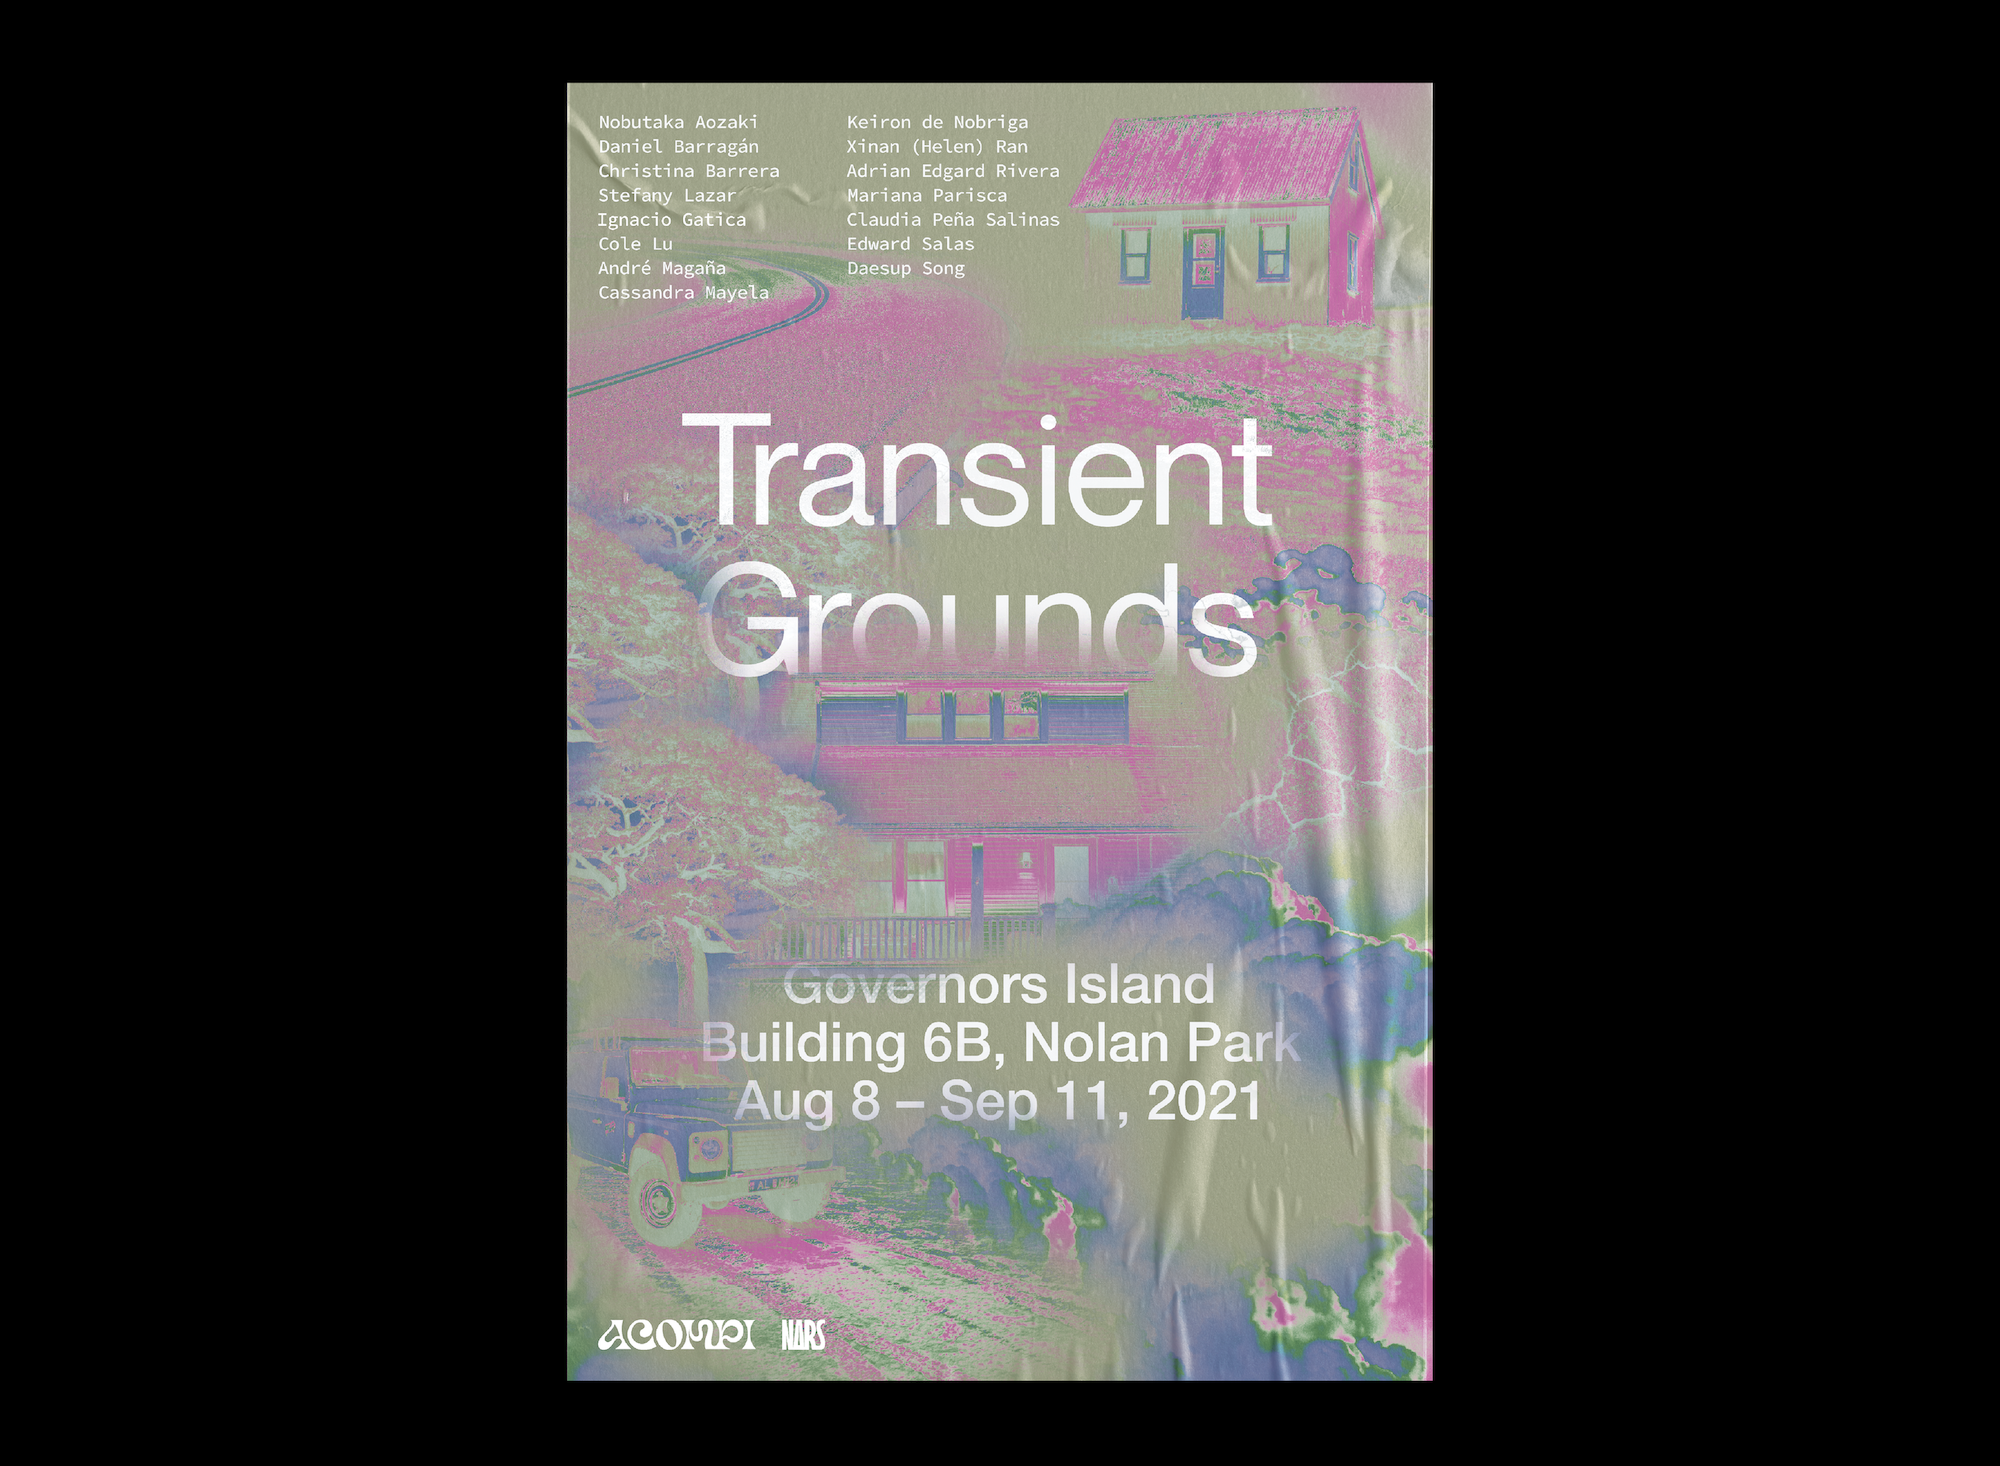 Nobutaka Aozaki
Daniel Barragán
Christina Barrera
Stefany Lazar
Ignacio Gatica
Cole Lu
André Magaña
Cassandra Mayela
Keiron de Nobriga
Xinan (Helen) Ran
Adrian Edgard Rivera
Mariana Parisca
Claudia Peña Salinas
Edward Salas
Daesup Song
Transient
Grounds
Governors Island
Building 6B, Nolan Park
Aug 8 – Sep 11, 2021
ACOMPI NARS